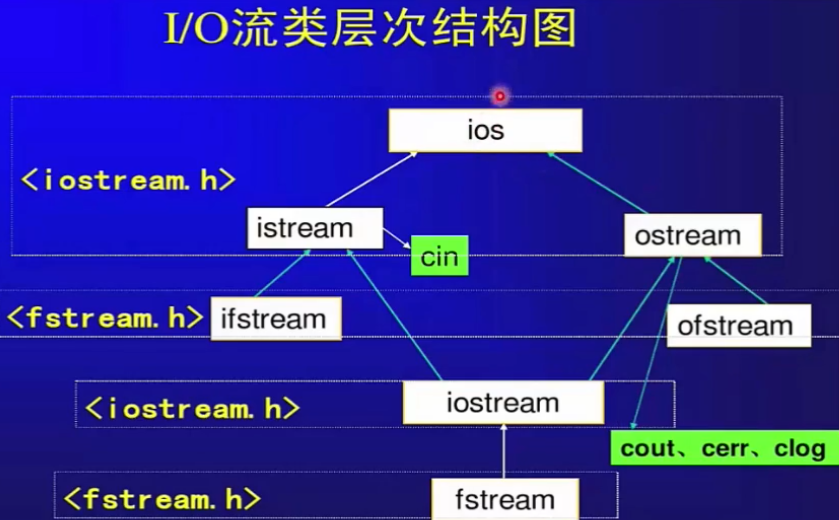 I/O流类层次结构图
ios
<iostream.h>
istream
ostream
cin
<fstream.h>
ifstream
ofstream
<iostream.h>
iostream
cout、cerr、clog
<fstream.h>
fstream